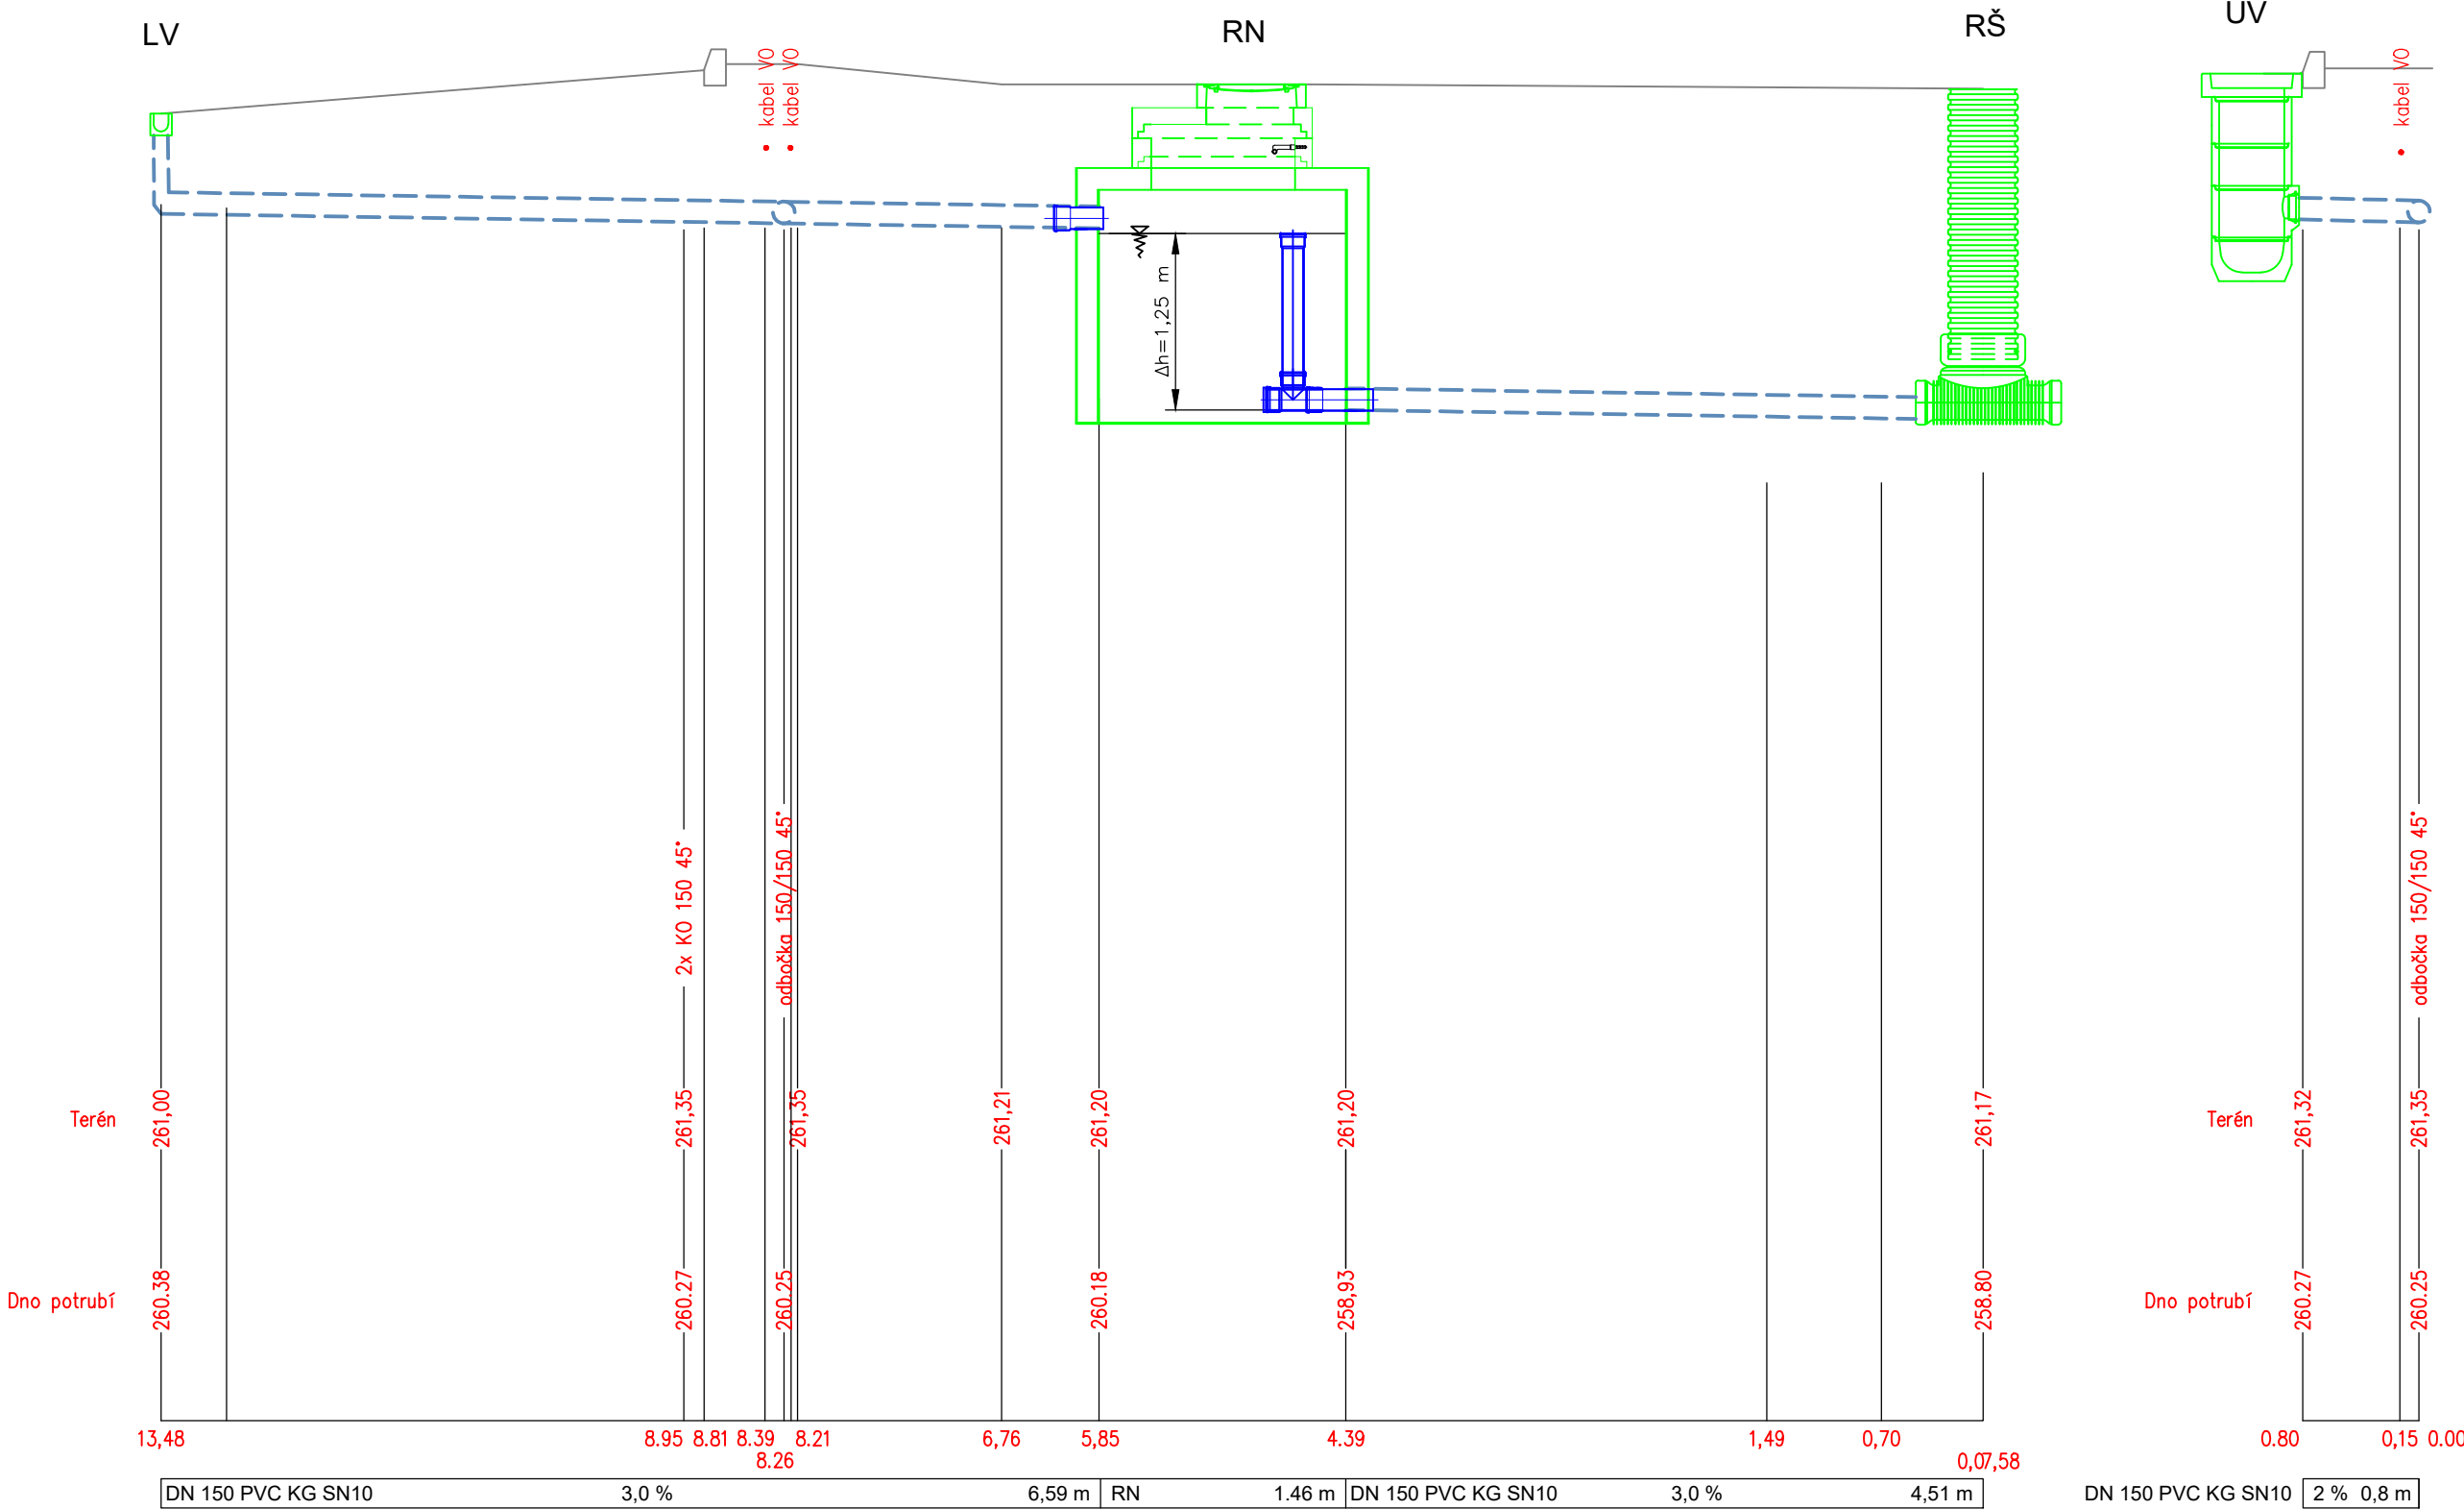 LV
RN
RŠ
UV
kabel VO
kabel VO
kabel VO
Δh=1,25 m
2x KO 150 45°
odbočka 150/150 45°
odbočka 150/150 45°
Terén
261,00
261,35
261,35
261,21
261,20
261,20
261,17
Terén
261,32
261,35
Dno potrubí
260.38
260.27
260.25
260.18
258,93
258.80
Dno potrubí
260.27
260.25
13,48
8.95
8.81
8.39
8.26
8.21
6,76
5,85
4.39
1,49
0,70
0,07,58
0.80
0,15
0.00
DN 150 PVC KG SN10 3,0 % 6,59 m
RN 1.46 m
DN 150 PVC KG SN10 3,0 % 4,51 m
DN 150 PVC KG SN10 2 % 0,8 m